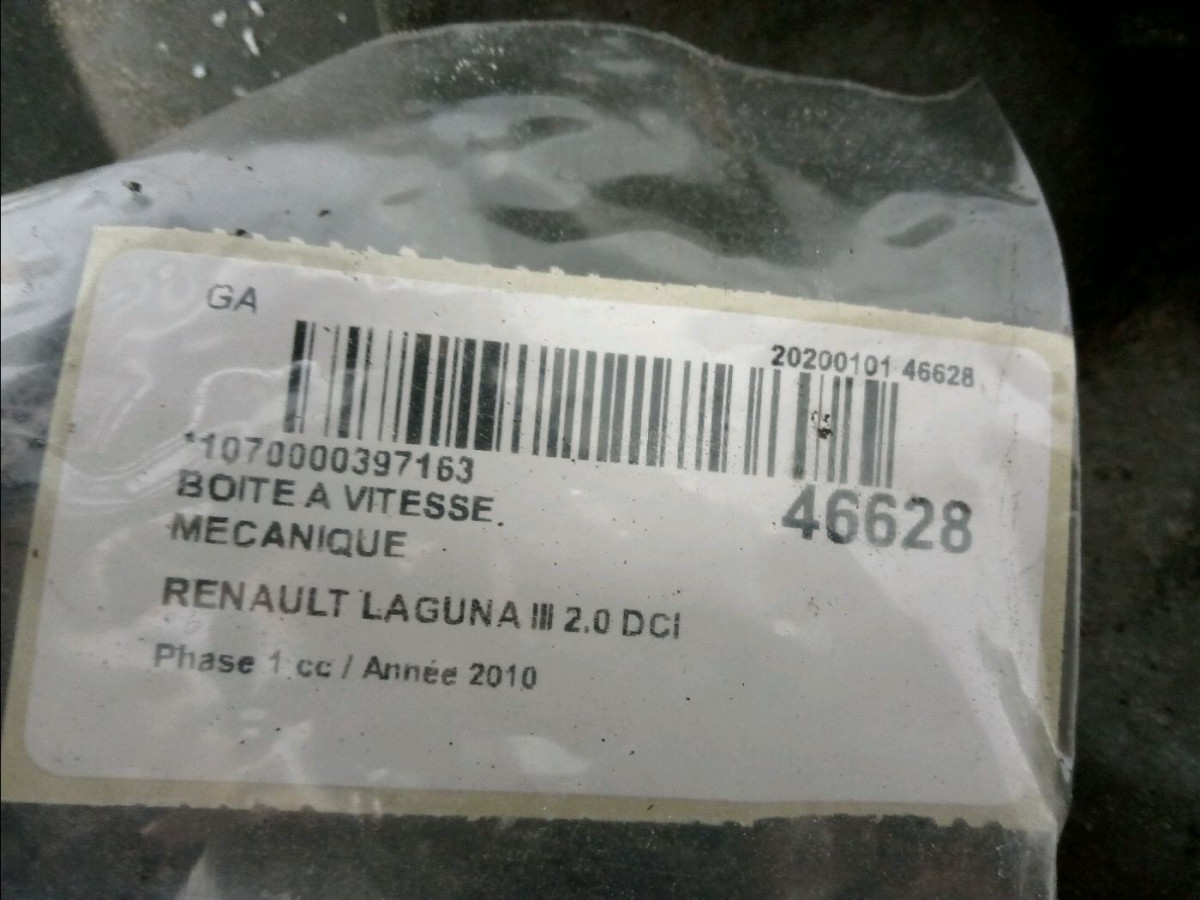 GA
20200101 46628
*1070000397163
BOITE A VITESSE.
MECANIQUE
46628
RENAULT LAGUNA III 2.0 DCI
Phase 1 cc / Année 2010